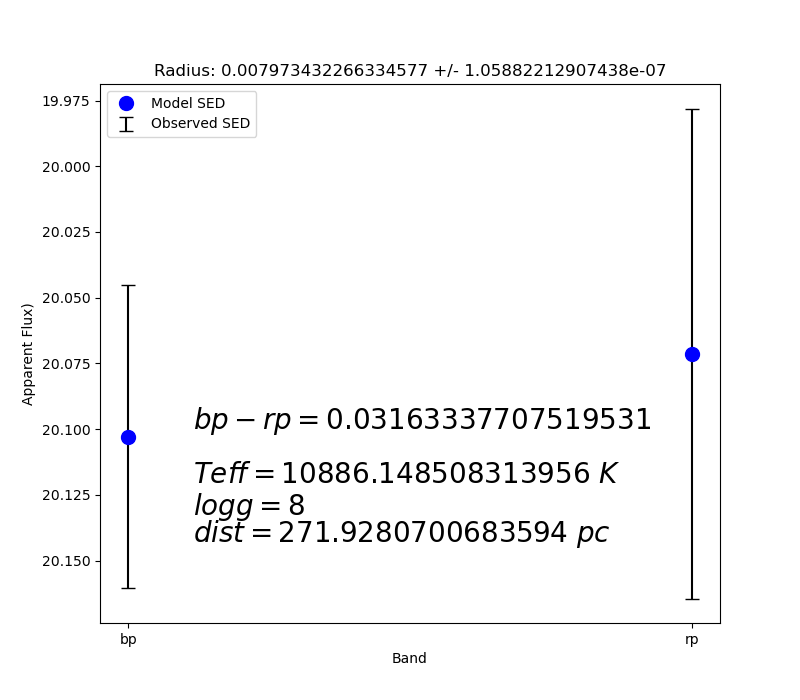 Radius: 0.007973432266334577 +/- 1.05882212907438e-07
Model SED
Observed SED
19.975
20.000
20.025
20.050
20.075
20.100
20.125
20.150
Apparent Flux)
bp − rp = 0.03163337707519531
Teff = 10886.148508313956 K
logg = 8
dist = 271.9280700683594 pc
bp
rp
Band